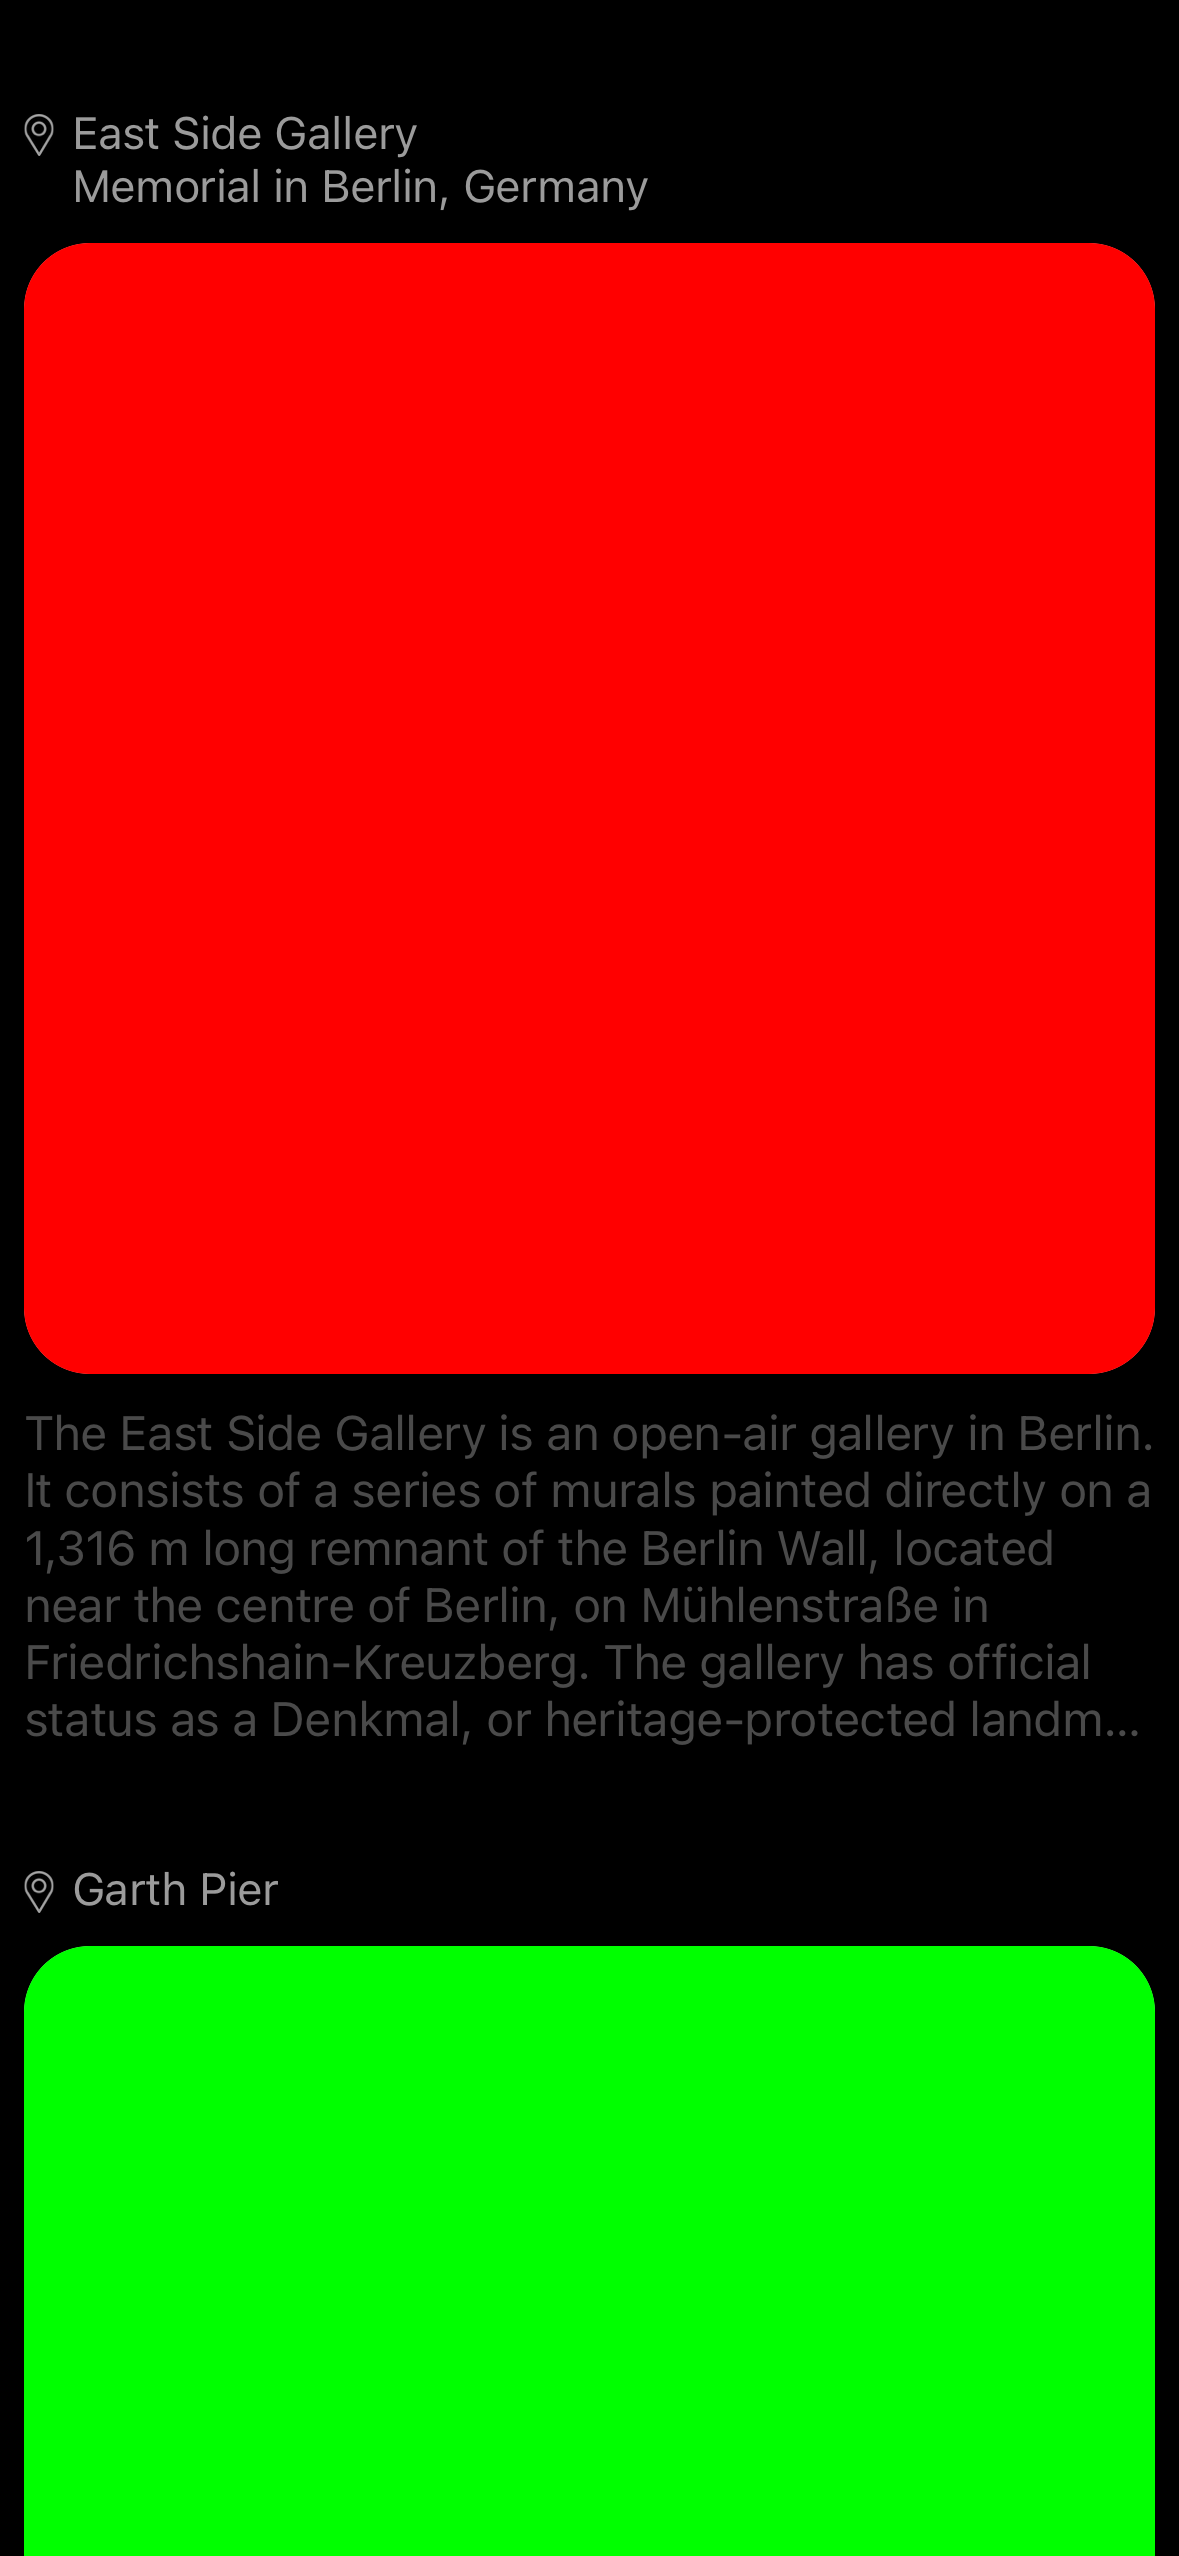 East Side Gallery
Memorial in Berlin, Germany
The East Side Gallery is an open-air gallery in Berlin.
It consists of a series of murals painted directly on a
1,316 m long remnant of the Berlin Wall, located
near the centre of Berlin, on Mühlenstraße in
Friedrichshain-Kreuzberg. The gallery has official
status as a Denkmal, or heritage-protected landm...
Garth Pier